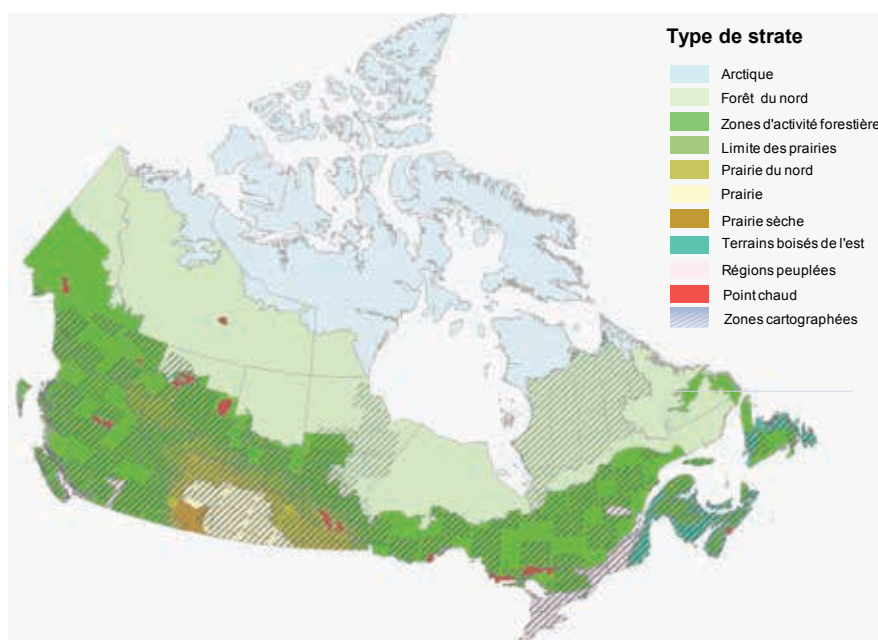 Type de strate
Arctique
Forêt du nord
Zones d'activité forestière
Limite des prairies
Prairie du nord
Prairie
Prairie sèche
Terrains boisés de l'est
Régions peuplées
Point chaud
Zones cartographées